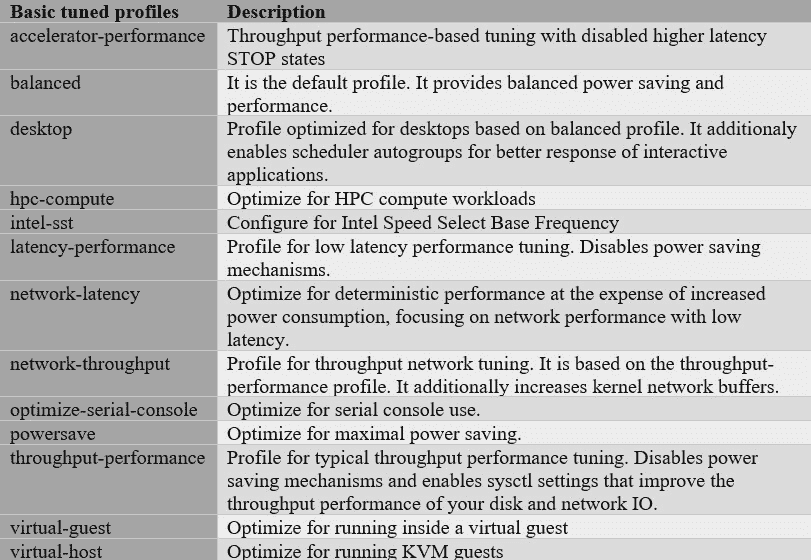 Basic tuned profiles Description
accelerator-performance Throughput performance-based tuning with disabled higher latency
STOP states
balanced It is the default profile. It provides balanced power saving and
performance.
desktop Profile optimized for desktops based on balanced profile. It additionaly
enables scheduler autogroups for better response of interactive
applications.
hpc-compute Optimize for HPC compute workloads
intel-sst Configure for Intel Speed Select Base Frequency
latency-performance Profile for low latency performance tuning. Disables power saving
mechanisms.
network-latency Optimize for deterministic performance at the expense of increased
power consumption, focusing on network performance with low
latency.
network-throughput Profile for throughput network tuning. It is based on the throughput-
performance profile. It additionally increases kernel network buffers.
optimize-serial-console Optimize for serial console use.
powersave Optimize for maximal power saving.
throughput-performance Profile for typical throughput performance tuning. Disables power
saving mechanisms and enables sysctl settings that improve the
throughput performance of your disk and network IO.
virtual-guest Optimize for running inside a virtual guest
virtual-host Optimize for running KVM guests